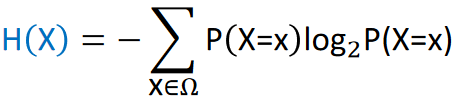 H(X) = − ∑ P(X=x)log₂P(X=x)
X∈Ω